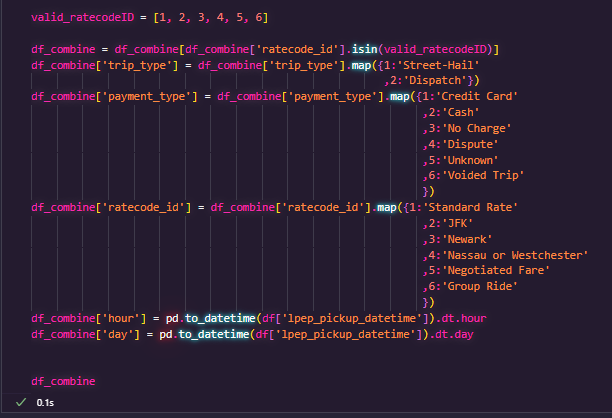 valid_ratecodeID = [1, 2, 3, 4, 5, 6]
df_combine = df_combine[df_combine['ratecode_id'].isin(valid_ratecodeID)]
df_combine['trip_type'] = df_combine['trip_type'].map({1:'Street-Hail'
,2:'Dispatch'})
df_combine['payment_type'] = df_combine['payment_type'].map({1:'Credit Card'
,2:'Cash'
,3:'No Charge'
,4:'Dispute'
,5:'Unknown'
,6:'Voided Trip'
})
df_combine['ratecode_id'] = df_combine['ratecode_id'].map({1:'Standard Rate'
,2:'JFK'
,3:'Newark'
,4:'Nassau or Westchester'
,5:'Negotiated Fare'
,6:'Group Ride'
})
df_combine['hour'] = pd.to_datetime(df['lpep_pickup_datetime']).dt.hour
df_combine['day'] = pd.to_datetime(df['lpep_pickup_datetime']).dt.day
df_combine
0.1s